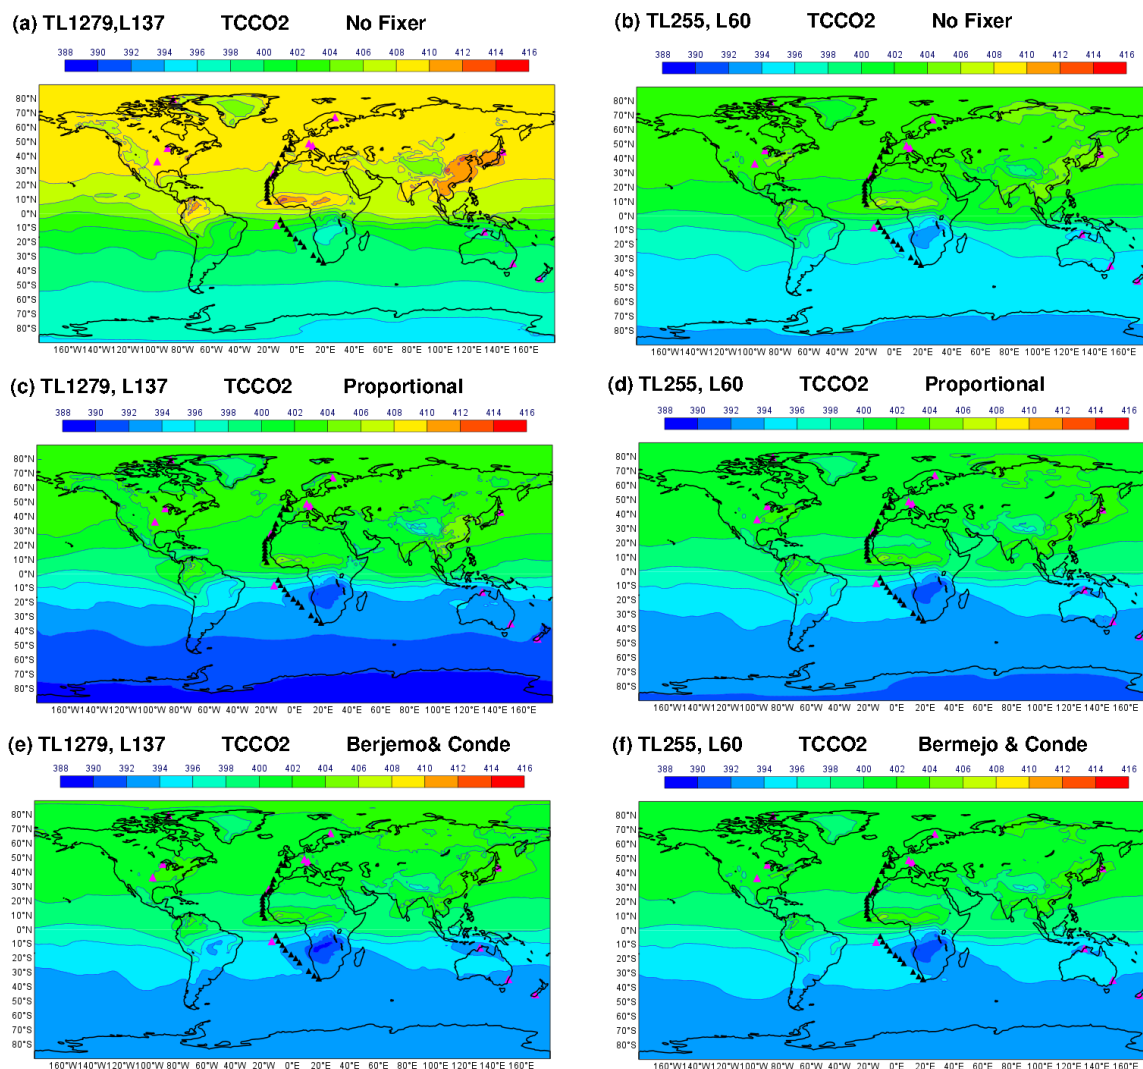 (a) TL1279,L137 TCCO2 No Fixer
388 390 392 394 396 398 400 402 404 406 408 410 412 414 416
80°N
70°N
60°N
50°N
40°N
30°N
20°N
10°N
0°N
10°S
20°S
30°S
40°S
50°S
60°S
70°S
80°S
160°W140°W120°W100°W80°W 60°W 40°W 20°W 0°E 20°E 40°E 60°E 80°E 100°E 120°E 140°E 160°E
(b) TL255, L60 TCCO2 No Fixer
388 390 392 394 396 398 400 402 404 406 408 410 412 414 416
80°N
70°N
60°N
50°N
40°N
30°N
20°N
10°N
0°N
10°S
20°S
30°S
40°S
50°S
60°S
70°S
80°S
160°W140°W120°W100°W80°W 60°W 40°W 20°W 0°E 20°E 40°E 60°E 80°E 100°E 120°E 140°E 160°E
(c) TL1279, L137 TCCO2 Proportional
388 390 392 394 396 398 400 402 404 406 408 410 412 414 416
80°N
70°N
60°N
50°N
40°N
30°N
20°N
10°N
0°N
10°S
20°S
30°S
40°S
50°S
60°S
70°S
80°S
160°W140°W120°W100°W80°W 60°W 40°W 20°W 0°E 20°E 40°E 60°E 80°E 100°E 120°E 140°E 160°E
(d) TL255, L60 TCCO2 Proportional
388 390 392 394 396 398 400 402 404 406 408 410 412 414 416
80°N
70°N
60°N
50°N
40°N
30°N
20°N
10°N
0°N
10°S
20°S
30°S
40°S
50°S
60°S
70°S
80°S
160°W140°W120°W100°W80°W 60°W 40°W 20°W 0°E 20°E 40°E 60°E 80°E 100°E 120°E 140°E 160°E
(e) TL1279, L137 TCCO2 Berjemo& Conde
388 390 392 394 396 398 400 402 404 406 408 410 412 414 416
80°N
70°N
60°N
50°N
40°N
30°N
20°N
10°N
0°N
10°S
20°S
30°S
40°S
50°S
60°S
70°S
80°S
160°W140°W120°W100°W80°W 60°W 40°W 20°W 0°E 20°E 40°E 60°E 80°E 100°E 120°E 140°E 160°E
(f) TL255, L60 TCCO2 Bermejo & Conde
388 390 392 394 396 398 400 402 404 406 408 410 412 414 416
80°N
70°N
60°N
50°N
40°N
30°N
20°N
10°N
0°N
10°S
20°S
30°S
40°S
50°S
60°S
70°S
80°S
160°W140°W120°W100°W80°W 60°W 40°W 20°W 0°E 20°E 40°E 60°E 80°E 100°E 120°E 140°E 160°E